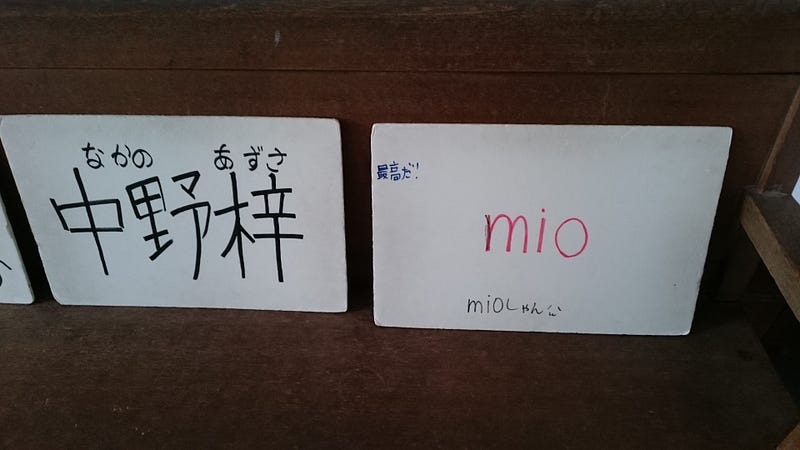 なかの あずさ
中野梓
最高だ!
mio
mioしゃん